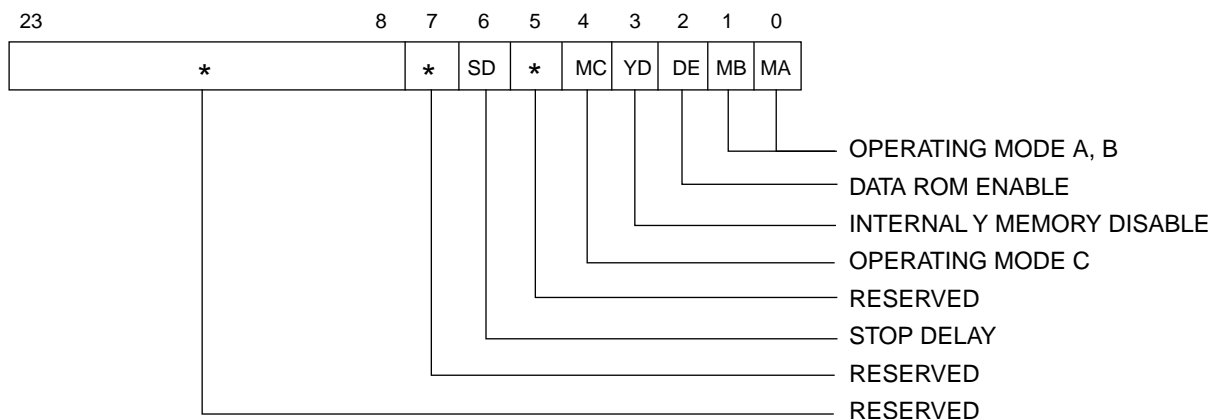 23 8 7 6 5 4 3 2 1 0
* * SD * MC YD DE MB MA
OPERATING MODE A, B
DATA ROM ENABLE
INTERNAL Y MEMORY DISABLE
OPERATING MODE C
RESERVED
STOP DELAY
RESERVED
RESERVED